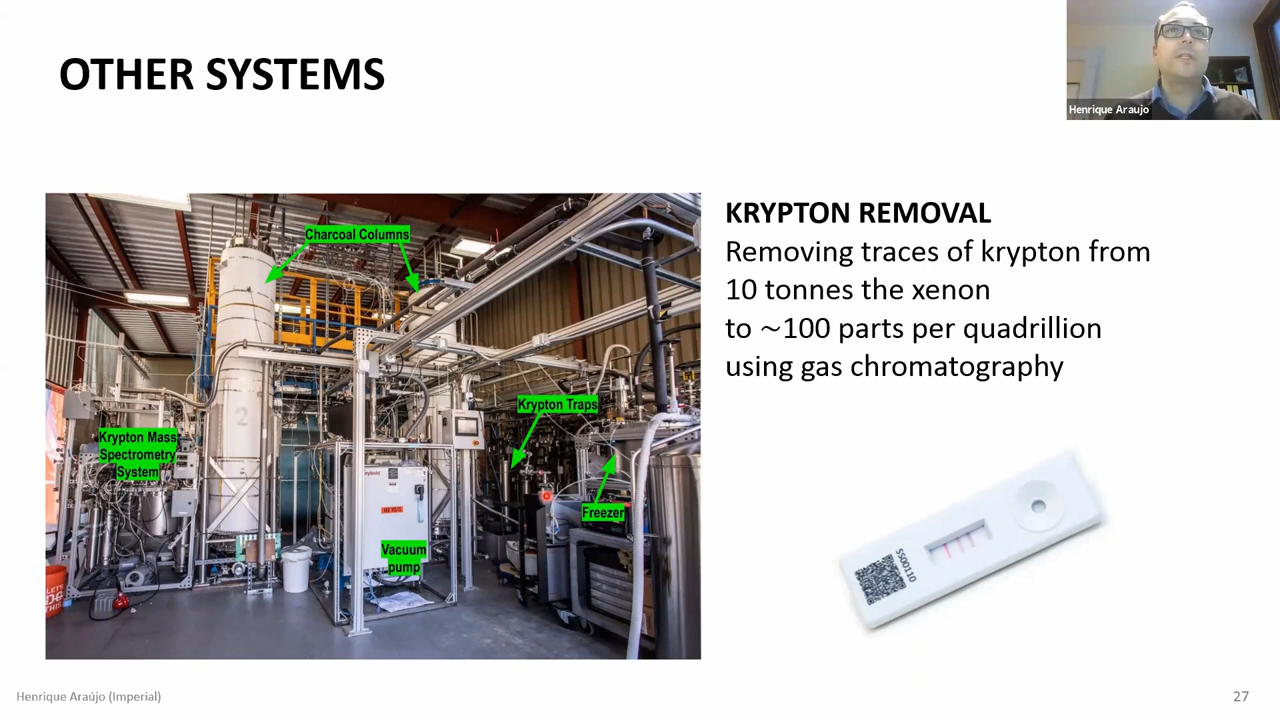 OTHER SYSTEMS
Henrique Araujo
KRYPTON REMOVAL
Removing traces of krypton from
10 tonnes the xenon
to ~100 parts per quadrillion
using gas chromatography
Charcoal Columns
Krypton Traps
Krypton Mass
Spectrometry
System
Freezer
Vacuum
pump
2
SS00110
Henrique Araújo (Imperial)
27